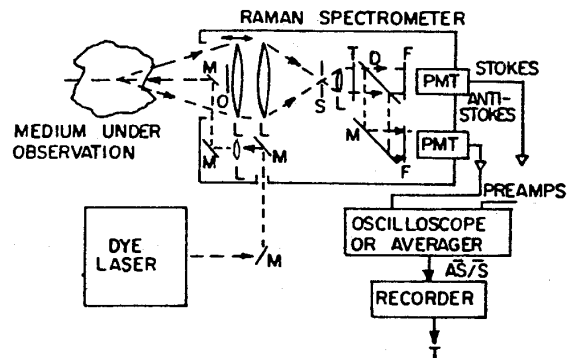 RAMAN SPECTROMETER
STOKES
ANTI-
STOKES
PMT
PMT
PREAMPS
MEDIUM UNDER
OBSERVATION
L
M
O
L
L
S
L
T
D
F
M
F
M
L
M
M
DYE
LASER
OSCILLOSCOPE
OR AVERAGER
AS/S
RECORDER
T